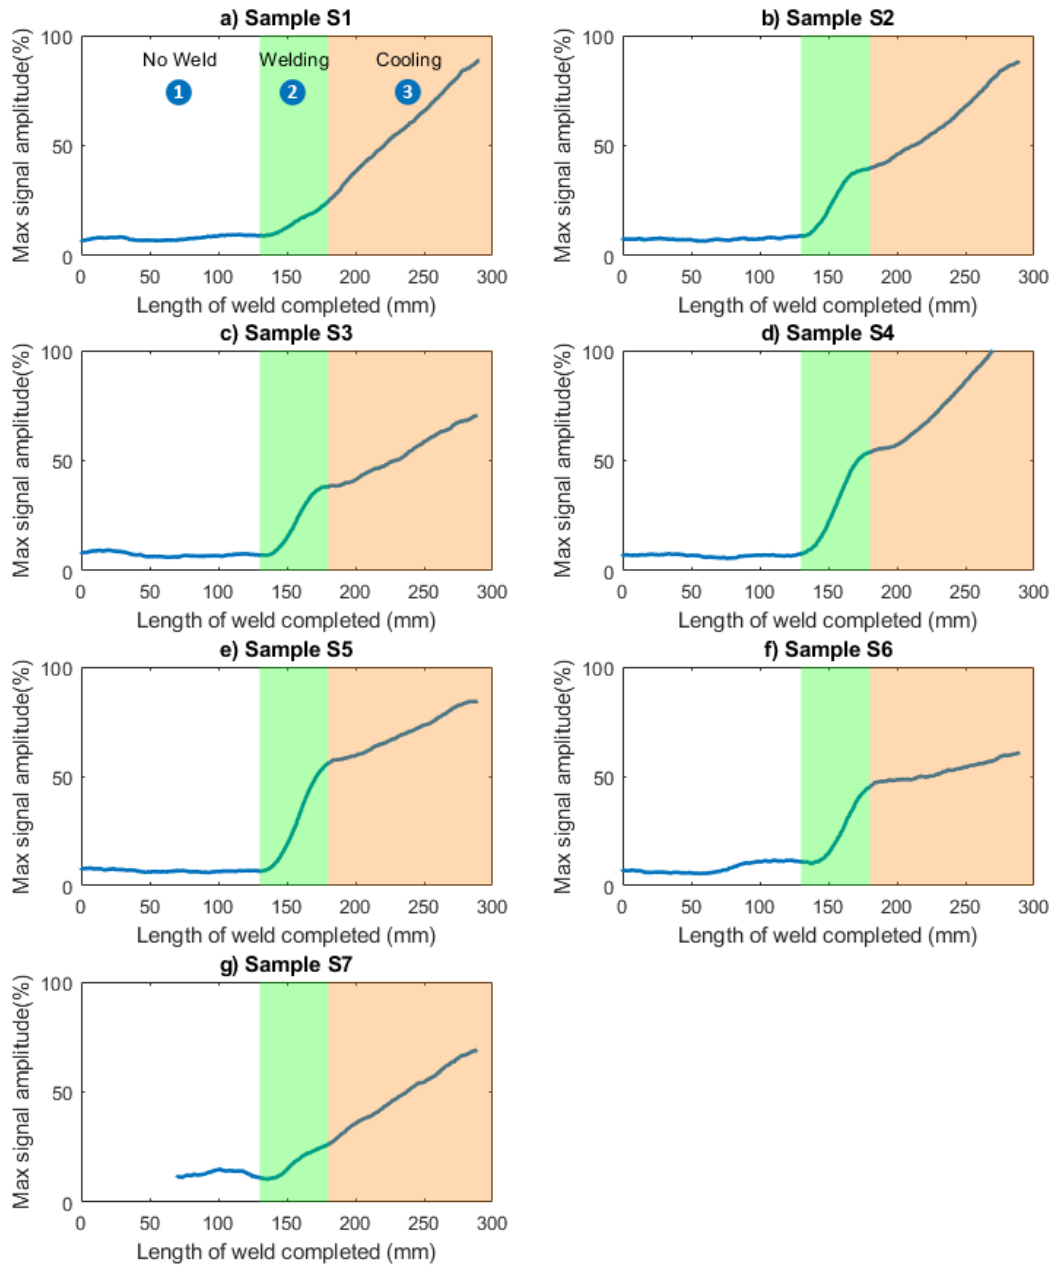 a) Sample S1
Max signal amplitude(%)
100
50
0
No Weld
Welding
Cooling
1
2
3
0 50 100 150 200 250 300
Length of weld completed (mm)
b) Sample S2
Max signal amplitude(%)
100
50
0
0 50 100 150 200 250 300
Length of weld completed (mm)
c) Sample S3
Max signal amplitude(%)
100
50
0
0 50 100 150 200 250 300
Length of weld completed (mm)
d) Sample S4
Max signal amplitude(%)
100
50
0
0 50 100 150 200 250 300
Length of weld completed (mm)
e) Sample S5
Max signal amplitude(%)
100
50
0
0 50 100 150 200 250 300
Length of weld completed (mm)
f) Sample S6
Max signal amplitude(%)
100
50
0
0 50 100 150 200 250 300
Length of weld completed (mm)
g) Sample S7
Max signal amplitude(%)
100
50
0
0 50 100 150 200 250 300
Length of weld completed (mm)